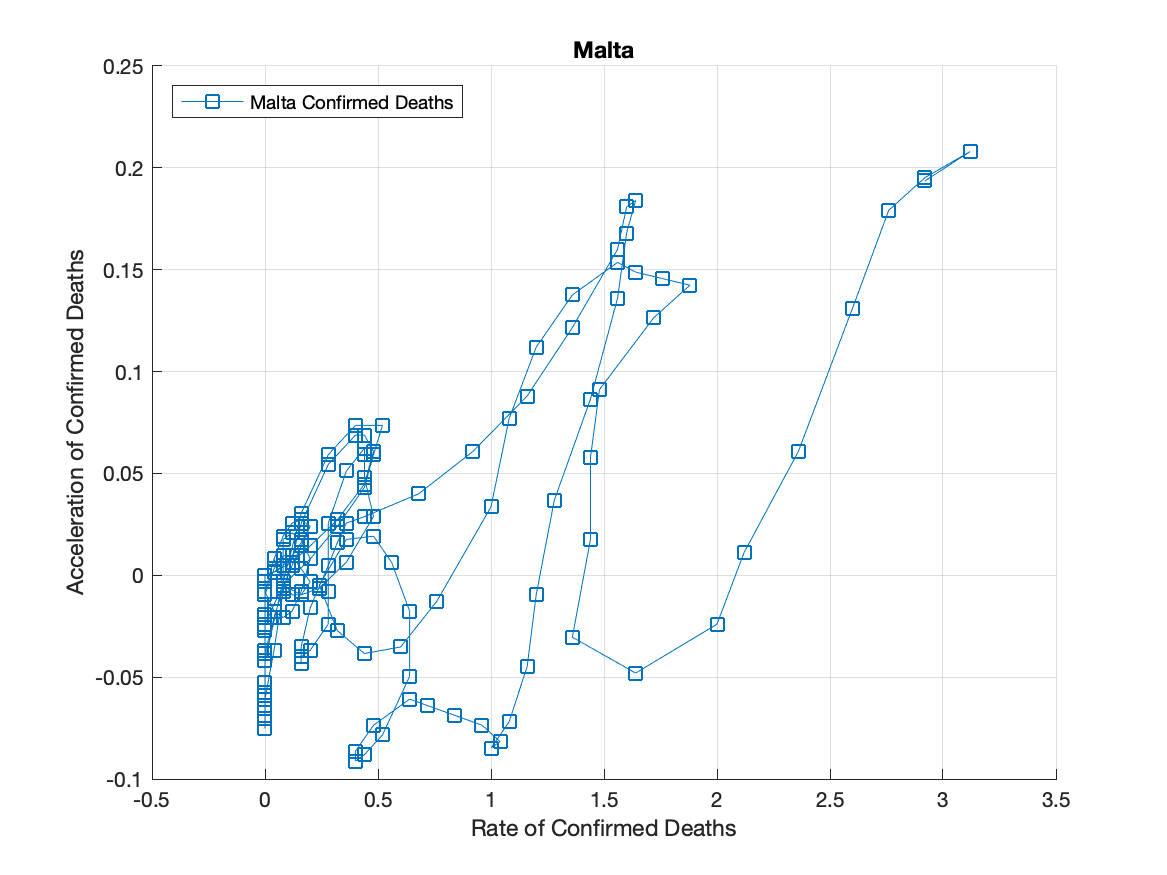 Malta
Malta Confirmed Deaths
0.25
0.2
0.15
0.1
0.05
0
-0.05
-0.1
Acceleration of Confirmed Deaths
-0.5 0 0.5 1 1.5 2 2.5 3 3.5
Rate of Confirmed Deaths